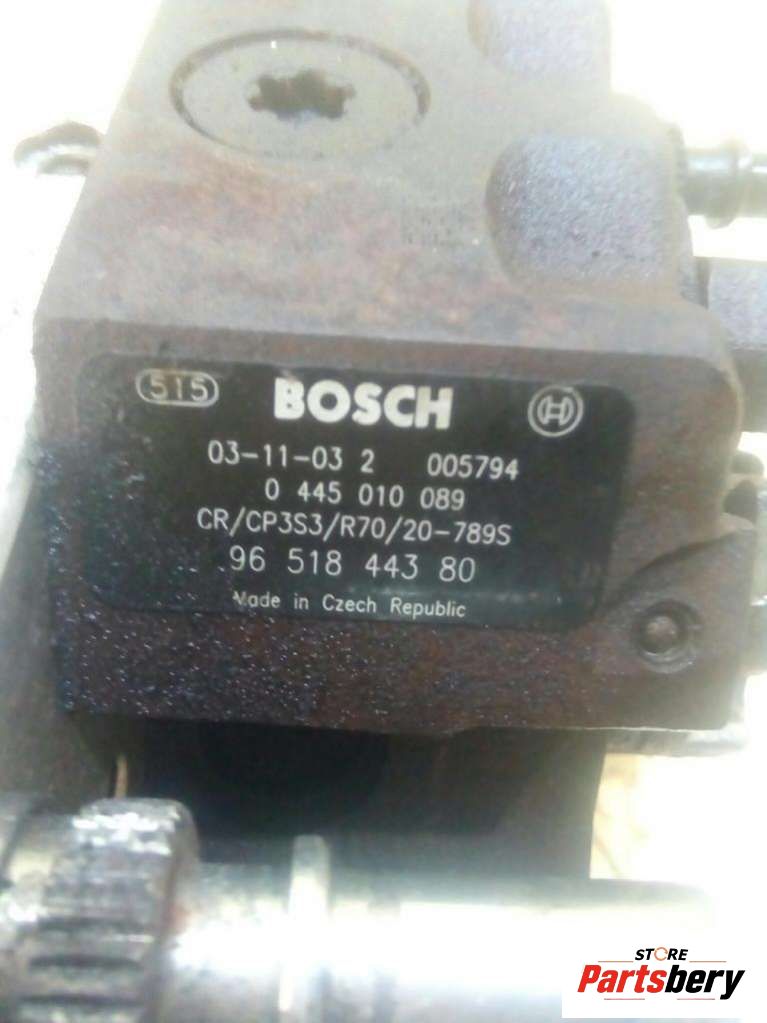 515 BOSCH
03-11-03 2 005794
0 445 010 089
CR/CP3S3/R70/20-789S
96 518 443 80
Made in Czech Republic
STORE
Partsbery